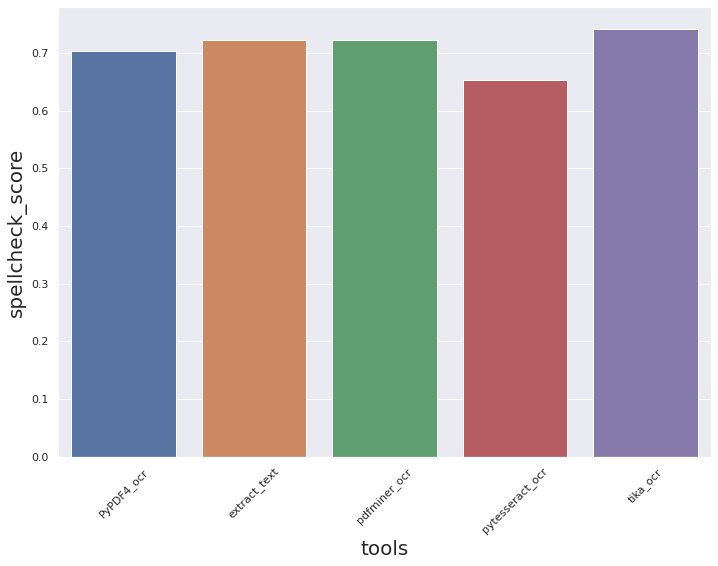 spellcheck_score
0.7
0.6
0.5
0.4
0.3
0.2
0.1
0.0
PyPDF4_ocr
extract_text
pdfminer_ocr
pytesseract_ocr
tika_ocr
tools